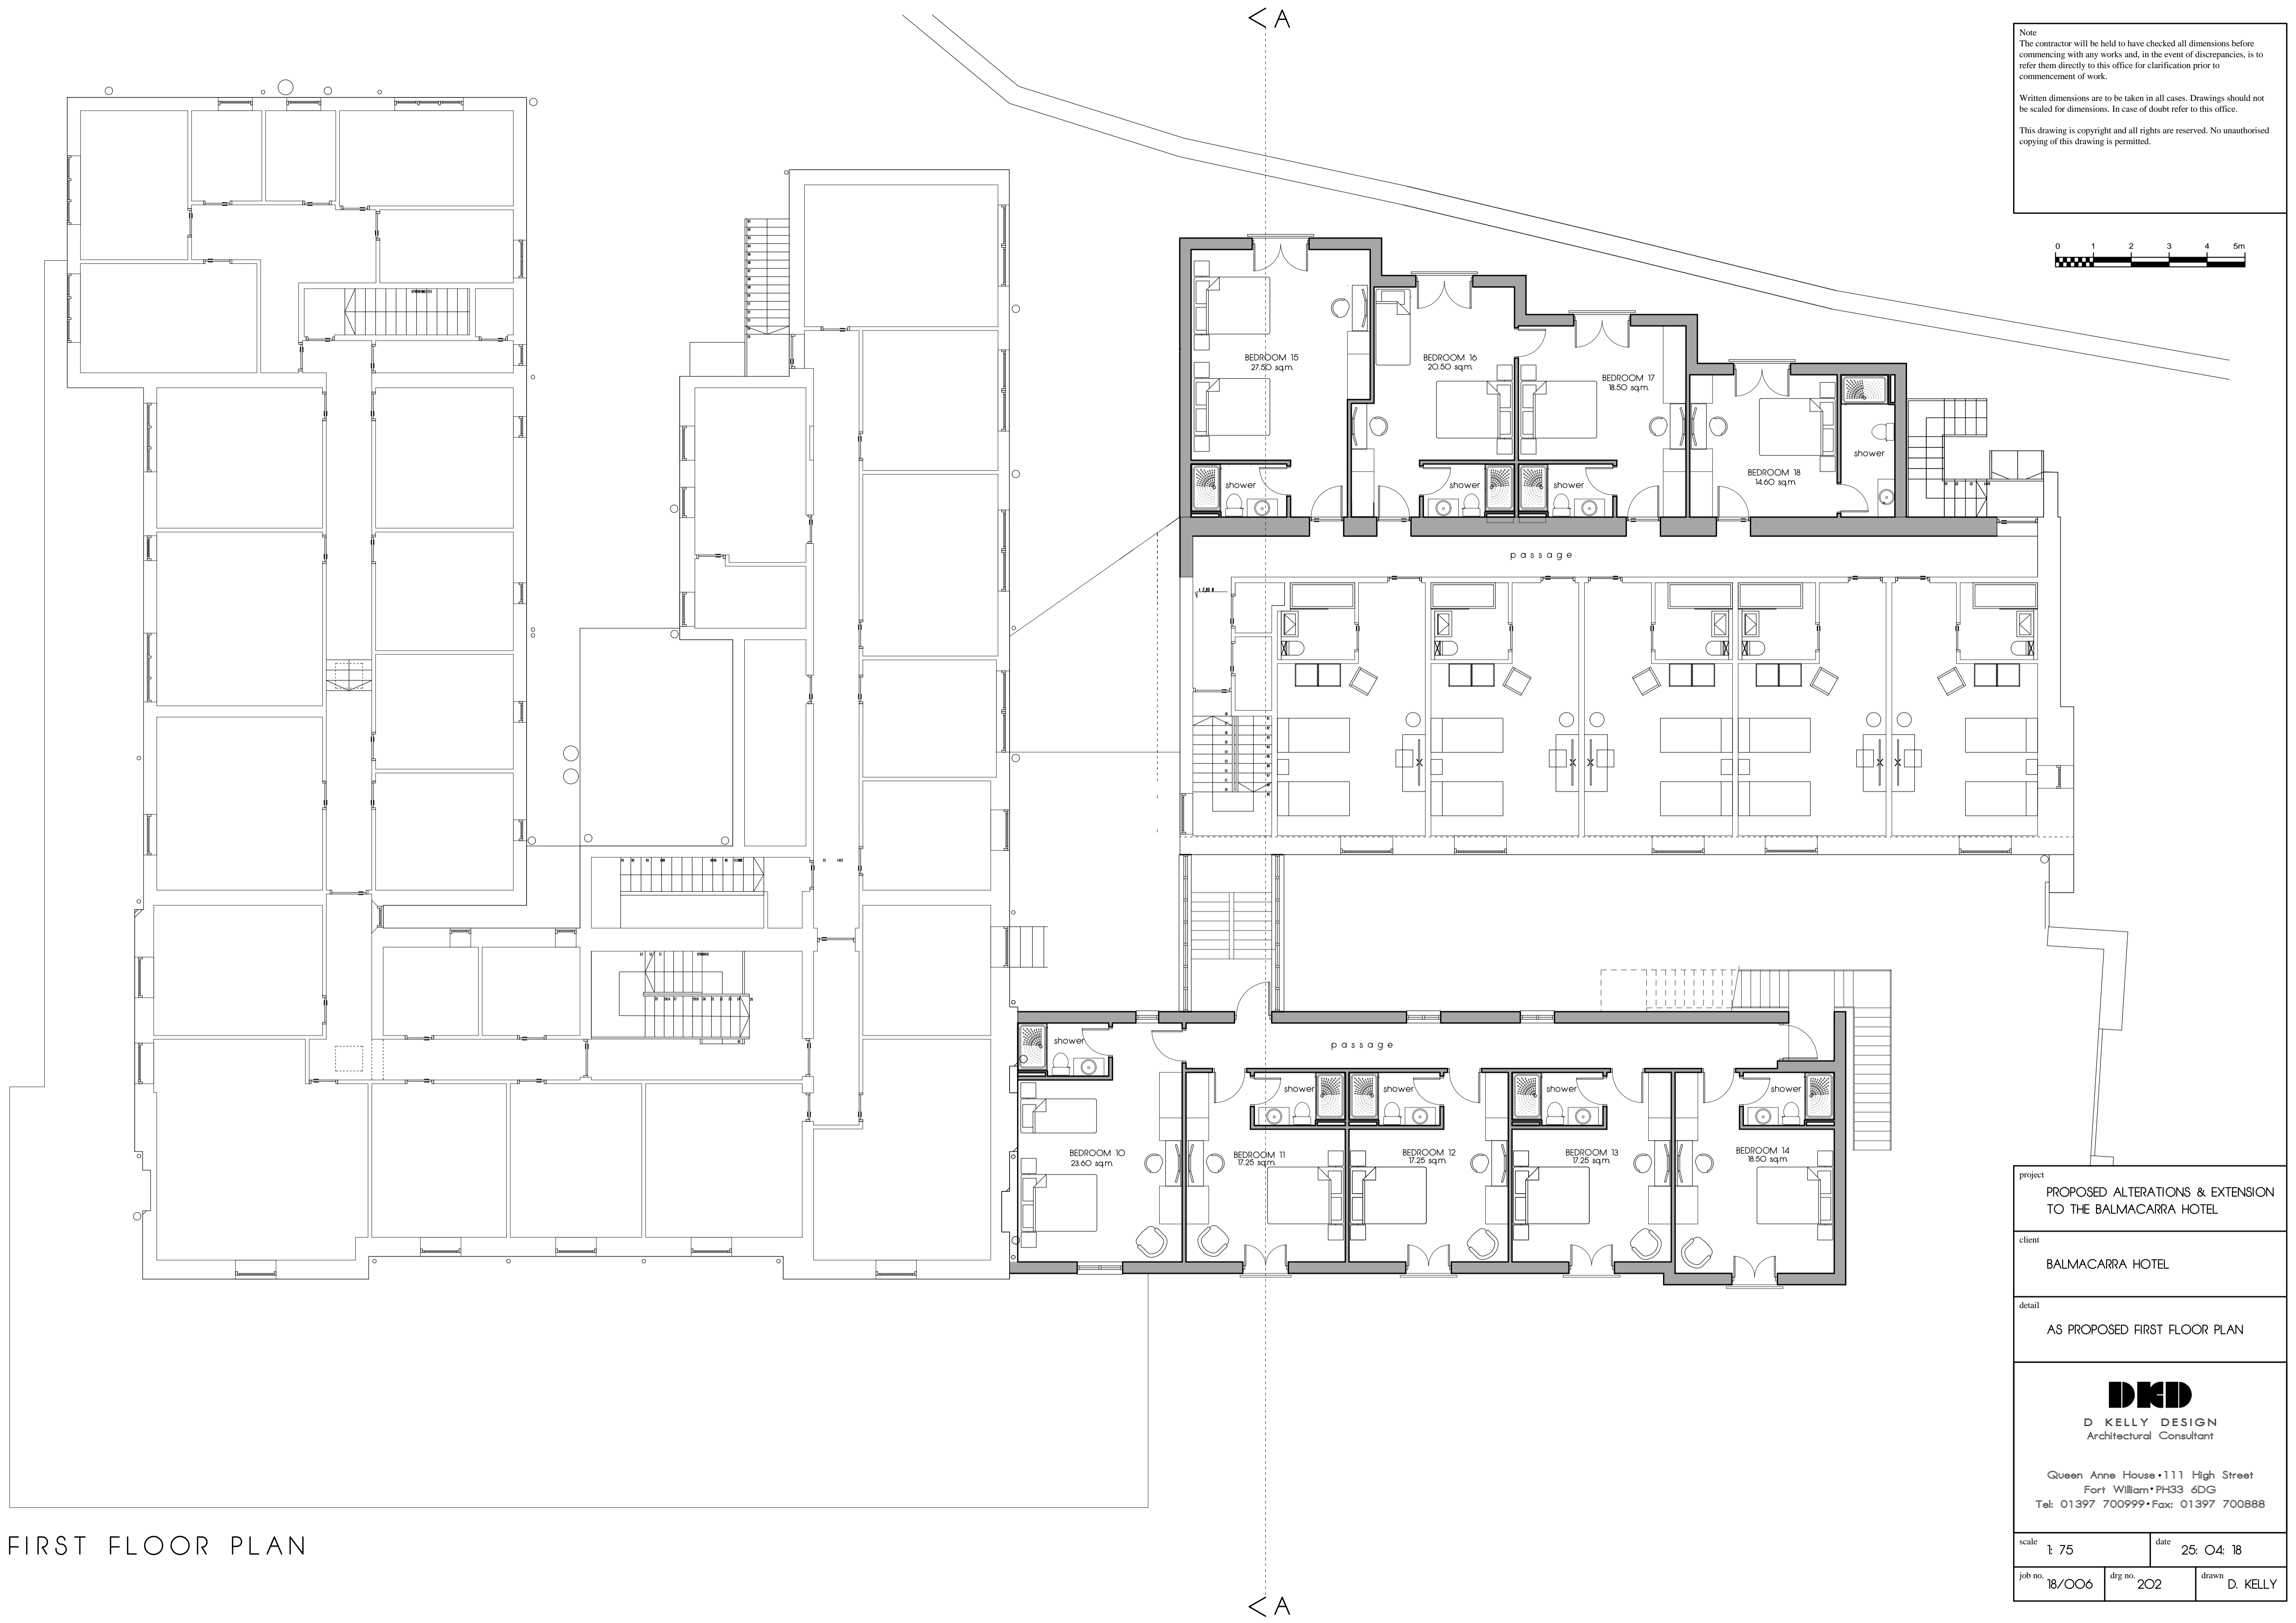 A
Note
The contractor will be held to have checked all dimensions before
commencing with any works and, in the event of discrepancies, is to
refer them directly to this office for clarification prior to
commencement of work.
Written dimensions are to be taken in all cases. Drawings should not
be scaled for dimensions. In case of doubt refer to this office.
This drawing is copyright and all rights are reserved. No unauthorised
copying of this drawing is permitted.
0 1 2 3 4 5m
BEDROOM 15
27.50 sq.m.
BEDROOM 16
20.50 sq.m.
BEDROOM 17
18.50 sq.m.
BEDROOM 18
14.60 sq.m.
shower
shower
shower
shower
passage
passage
shower
shower
shower
shower
shower
BEDROOM 10
23.60 sq.m.
BEDROOM 11
17.25 sq.m.
BEDROOM 12
17.25 sq.m.
BEDROOM 13
17.25 sq.m.
BEDROOM 14
18.50 sq.m.
project
PROPOSED ALTERATIONS & EXTENSION
TO THE BALMACARRA HOTEL
client
BALMACARRA HOTEL
detail
AS PROPOSED FIRST FLOOR PLAN
DKD
D KELLY DESIGN
Architectural Consultant
Queen Anne House•111 High Street
Fort William•PH33 6DG
Tel: 01397 700999•Fax: 01397 700888
scale 1: 75
date 25: 04: 18
job no. 18/006
drg no. 202
drawn D. KELLY
FIRST FLOOR PLAN
A